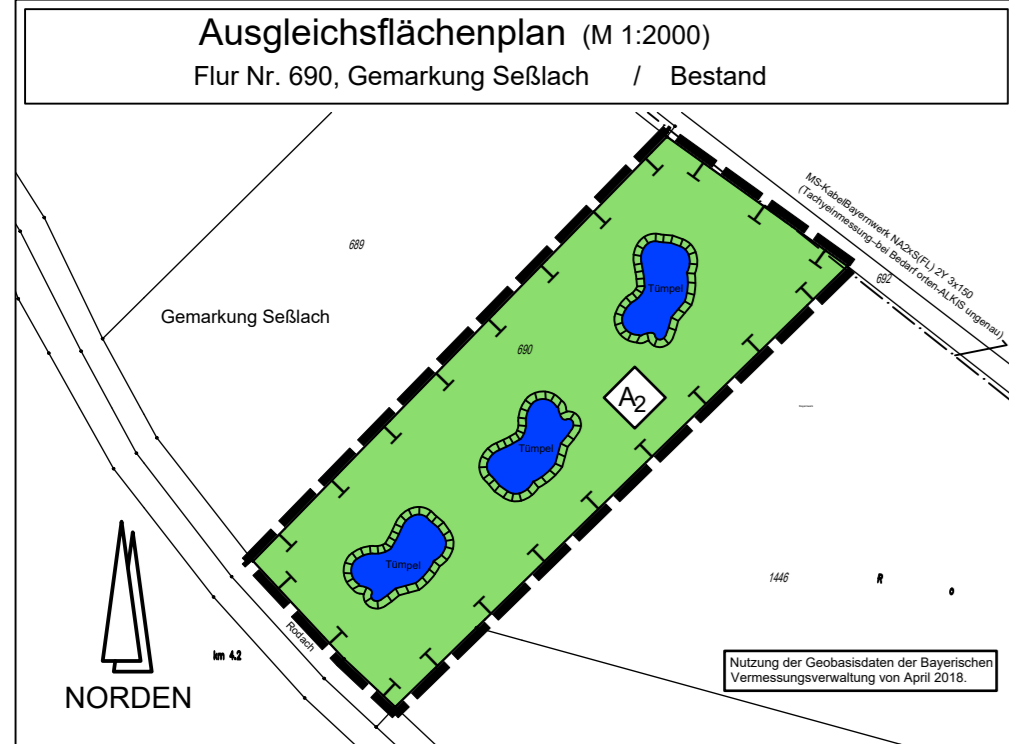 Ausgleichsflächenplan (M 1:2000)
Flur Nr. 690, Gemarkung Seßlach / Bestand
MS-KabelBayernwerk NA2XS(FL) 2Y 3x150
(Tachyeinmessung-bei Bedarf orten-ALKIS ungenau)
692
689
Gemarkung Seßlach
Tümpel
690
A2
Tümpel
Tümpel
1446
R
o
Rodach
km 4.2
NORDEN
Nutzung der Geobasisdaten der Bayerischen
Vermessungsverwaltung von April 2018.